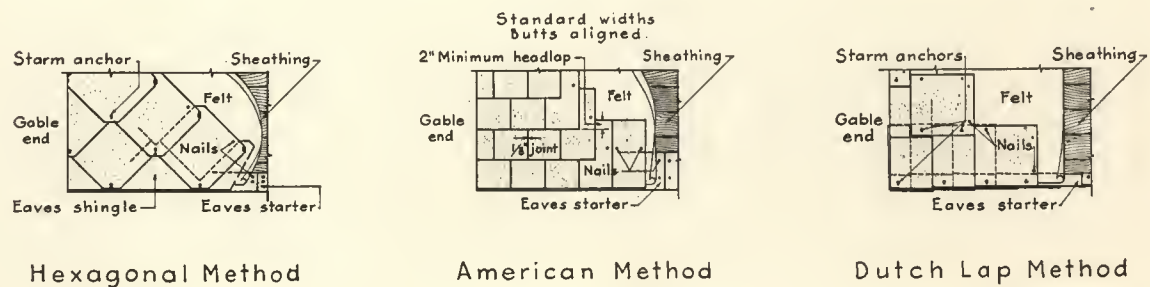 Starm anchor
Sheathing
Felt
Gable
end
Nails
Eaves shingle
Eaves starter
Hexagonal Method
Standard widths
Butts aligned.
2" Minimum headlap
Sheathing
Felt
Gable
end
1/8" joint
Nails
Eaves starter
American Method
Starm anchors
Sheathing
Felt
Gable
end
Nails
Eaves starter
Dutch Lap Method